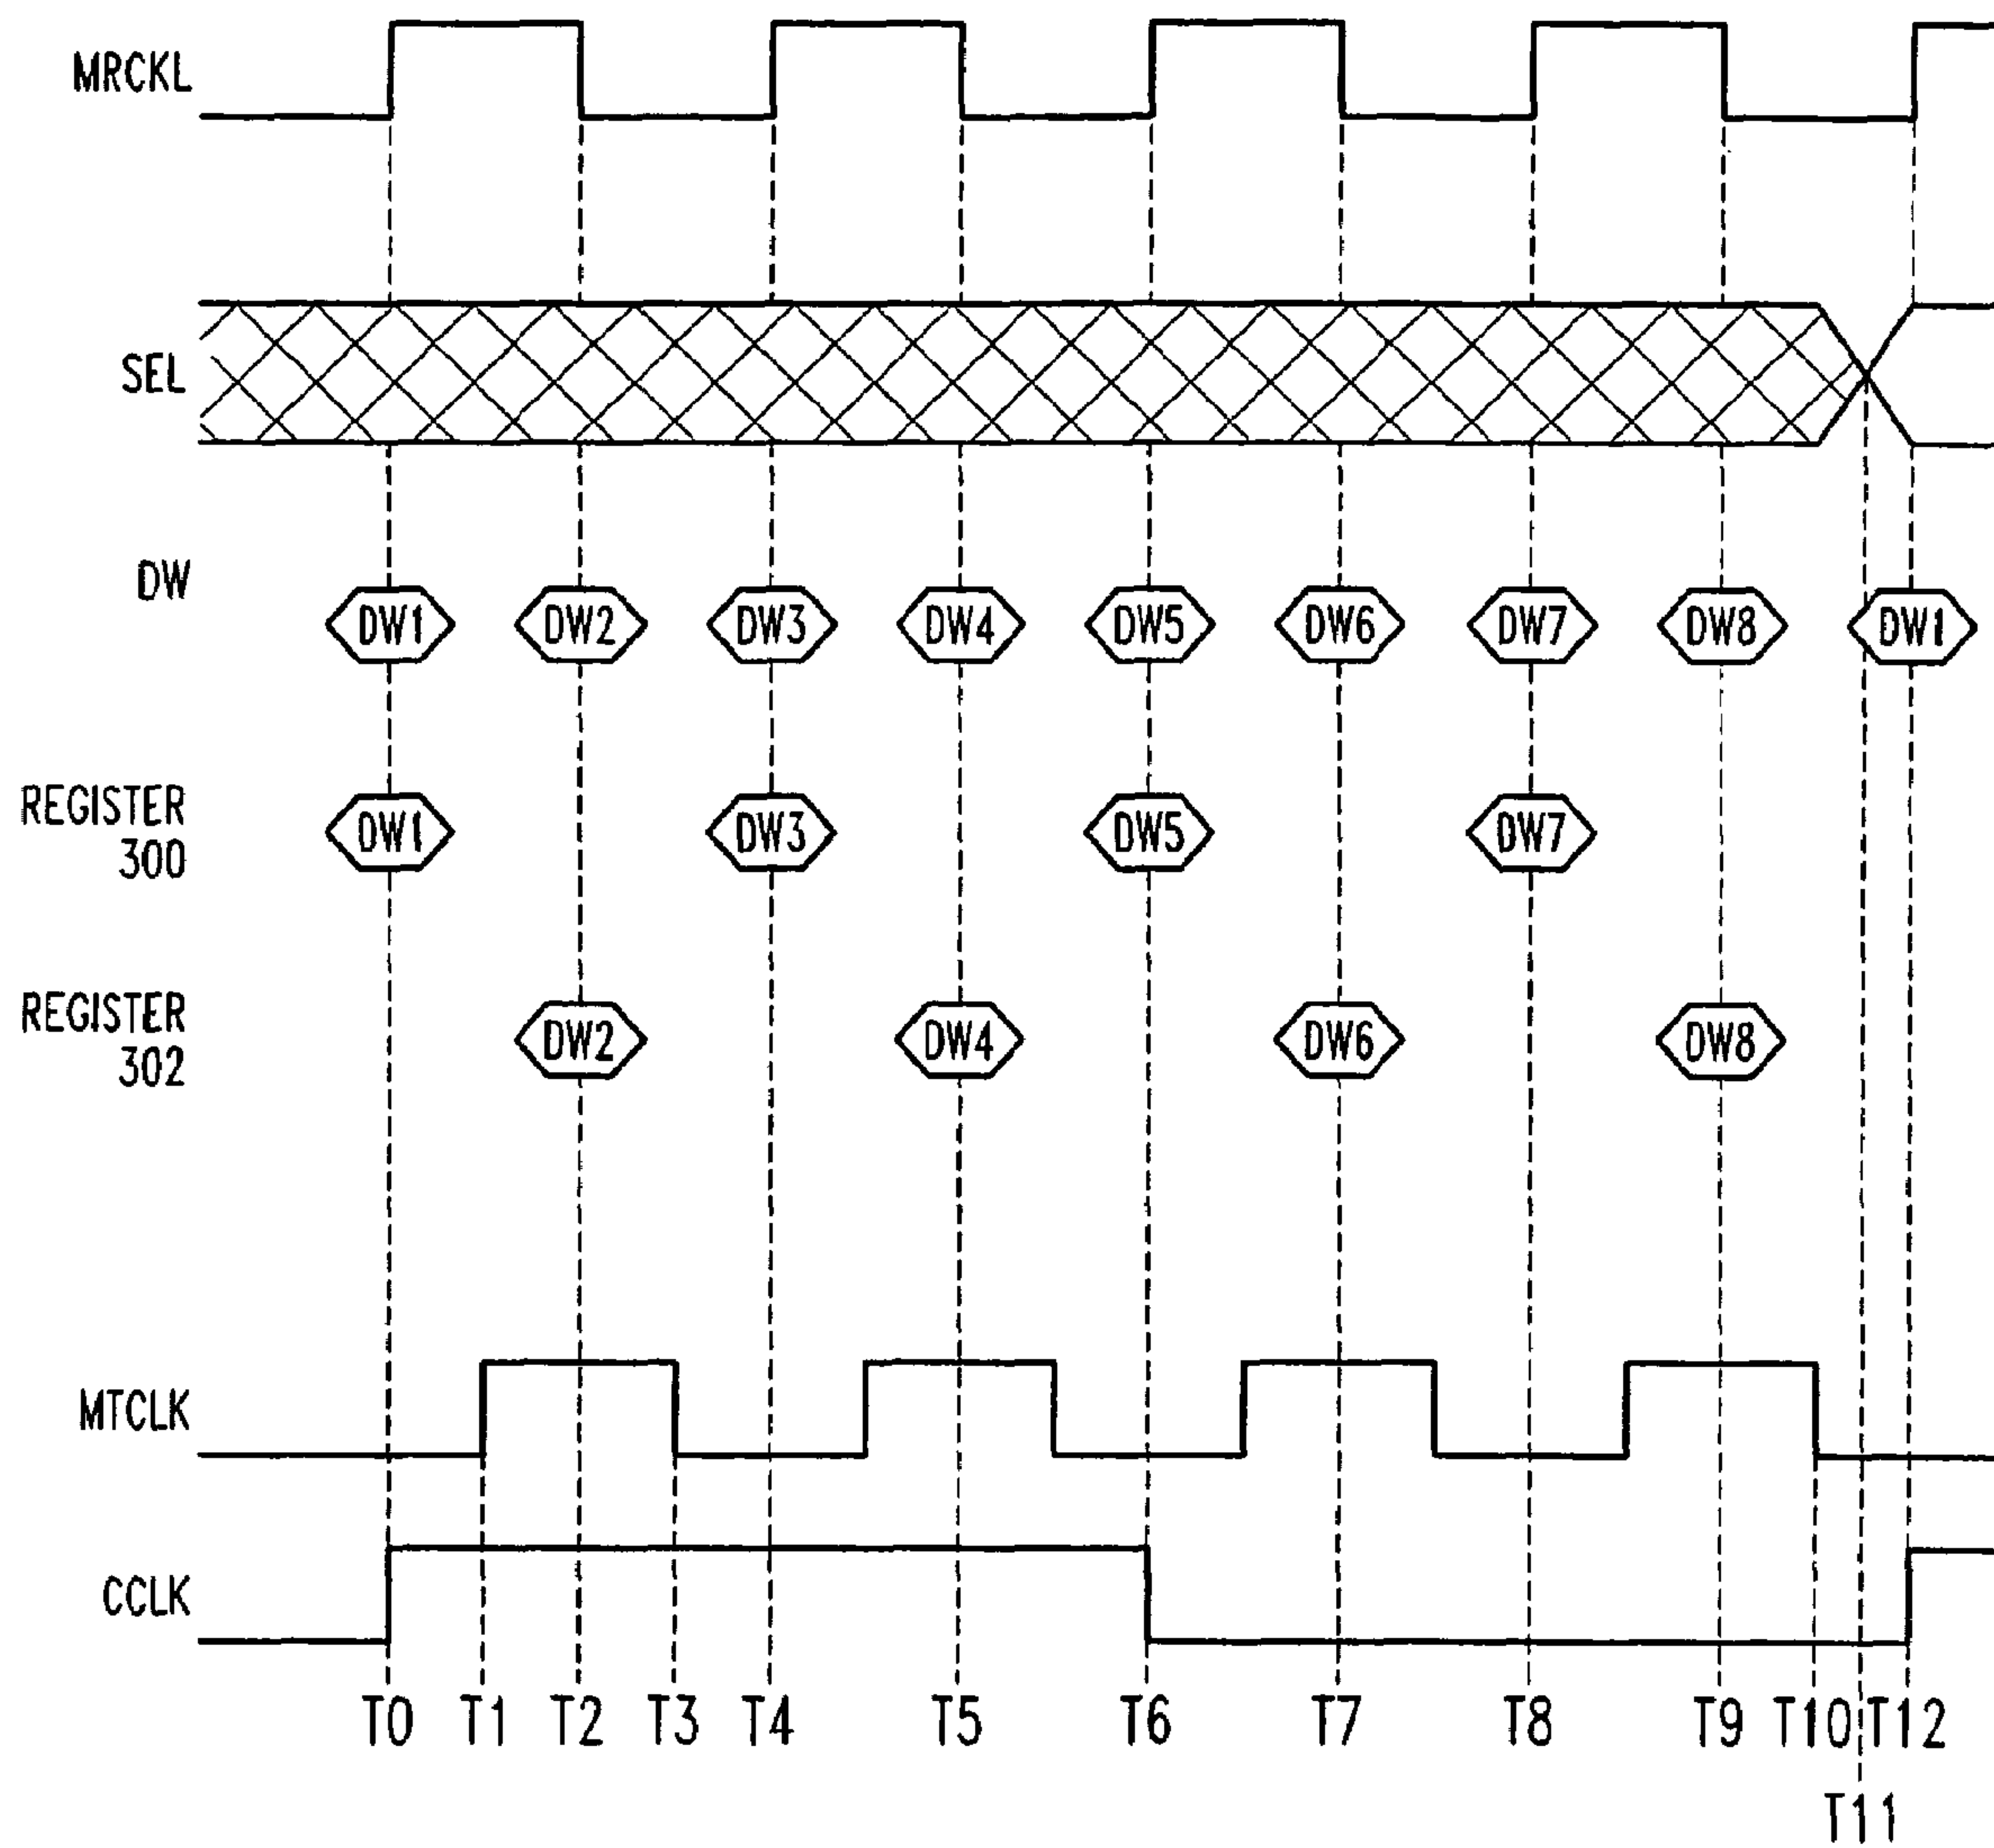 MRCKL
SEL
DW
DW1 DW2 DW3 DW4 DW5 DW6 DW7 DW8 DW1
REGISTER
300
DW1 DW3 DW5 DW7
REGISTER
302
DW2 DW4 DW6 DW8
MTCLK
CCLK
T0 T1 T2 T3 T4 T5 T6 T7 T8 T9 T10 T12
T11